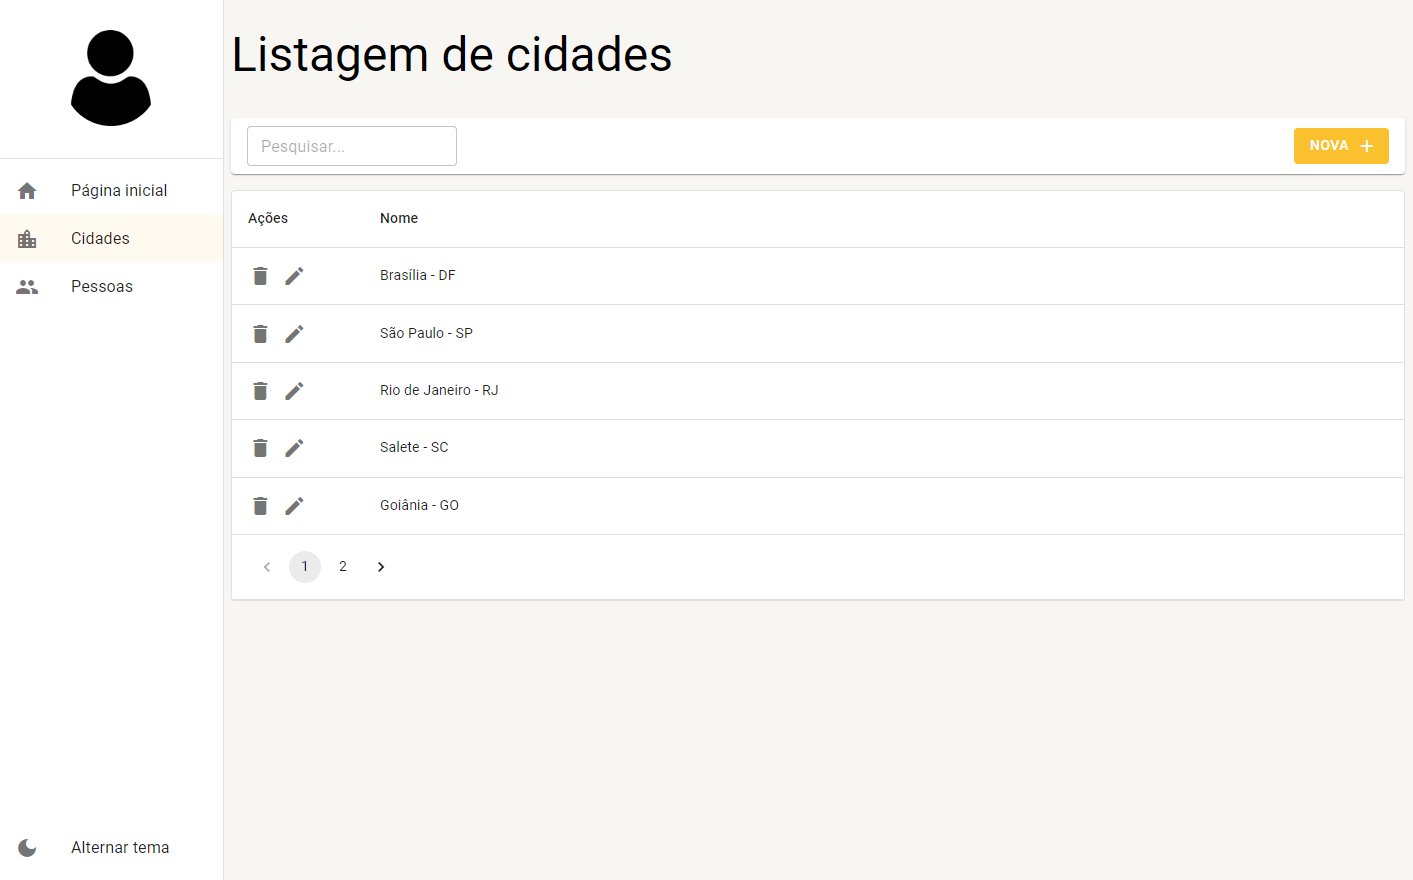 Listagem de cidades
Pesquisar...
NOVA
Página inicial
Cidades
Pessoas
Alternar tema
Ações Nome
Brasília - DF
São Paulo - SP
Rio de Janeiro - RJ
Salete - SC
Goiânia - GO
1 2